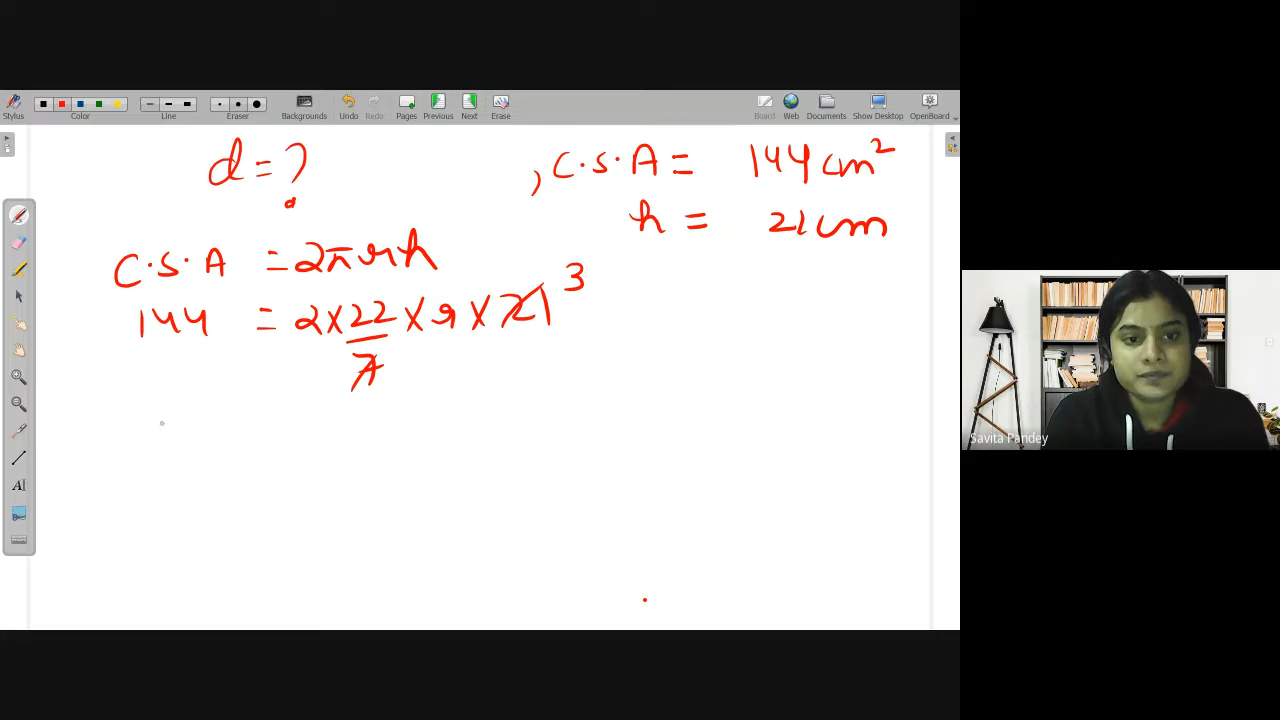 Stylus
Color
Line
Eraser
Backgrounds
Undo
Redo
Pages
Previous
Next
Erase
Board
Web
Documents
Show Desktop
OpenBoard
d = ? , C.S.A = 144 cm²
h = 21 cm
C.S.A = 2πrh
144 = 2 × 22/7 × r × 21 3
Savita Pandey